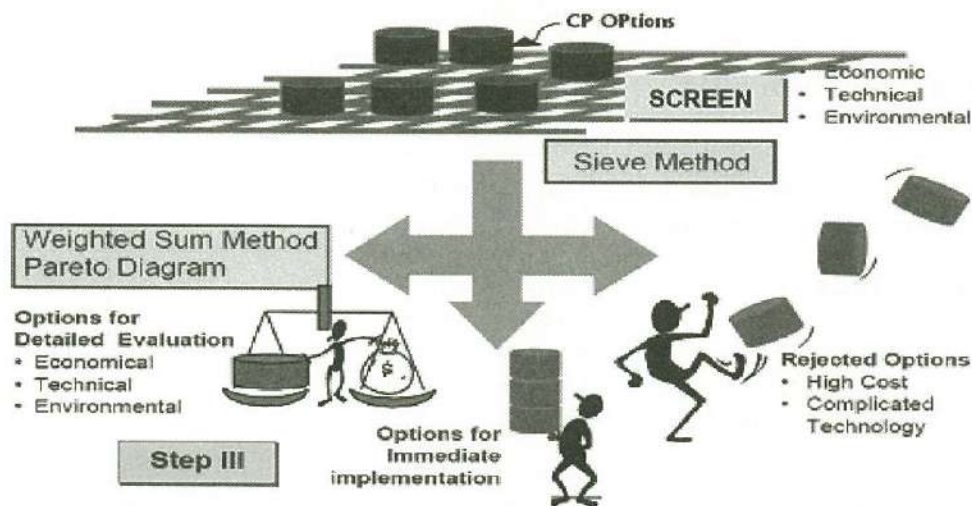 CP OPtions
SCREEN
• Economic
• Technical
• Environmental
Sieve Method
Weighted Sum Method
Pareto Diagram
Options for
Detailed Evaluation
• Economical
• Technical
• Environmental
$
Step III
Options for
Immediate
implementation
Rejected Options
• High Cost
• Complicated
Technology